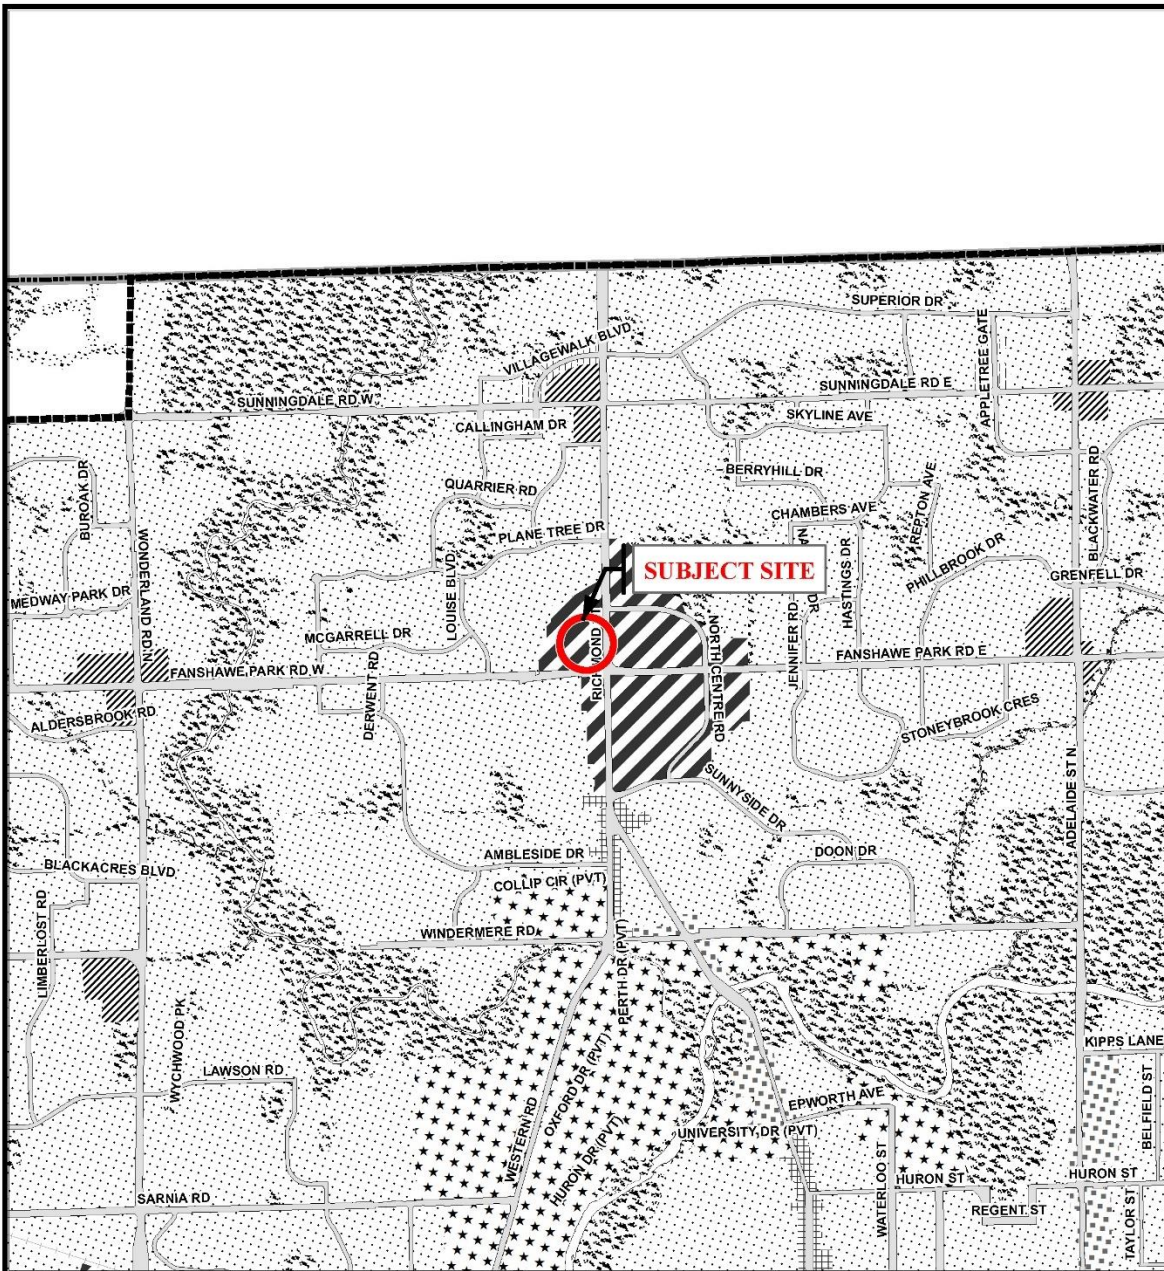 SUPERIOR DR
VILLAGEWALK BLVD.
APPLETREE GATE
SUNNINGDALE RD E
SUNNINGDALE RD W
SKYLINE AVE
CALLINGHAM DR
BUROAK DR
BERRYHILL DR
BLACKWATER RD
QUARRIER RD
REPTON AVE
CHAMBERS AVE
WONDERLAND RD N
PLANE TREE DR
HASTINGS DR
PHILLBROOK DR
SUBJECT SITE
GRENFELL DR
MEDWAY PARK DR
LOUISE BLVD.
JENNIFER RD
MCGARRELL DR
RICHMOND
NORTH CENTRE RD
FANSHAWE PARK RD E
FANSHAWE PARK RD W
DERWENT RD
ALDERSBROOK RD
STONEYBROOK CRES
SUNNYSIDE DR
ADELAIDE ST N
AMBLESIDE DR
DOON DR
BLACKACRES BLVD
COLLIP CIR (PVT)
LIMBERLOST RD
WINDERMERE RD
PERTH DR (PVT)
WYCHWOOD PK
KIPPS LANE
LAWSON RD
OXFORD DR (PVT)
EPWORTH AVE
BELFIELD ST
WESTERN RD
HURON DR (PVT)
UNIVERSITY DR (PVT)
WATERLOO ST
HURON ST
HURON ST
SARNIA RD
REGENT ST
TAYLOR ST